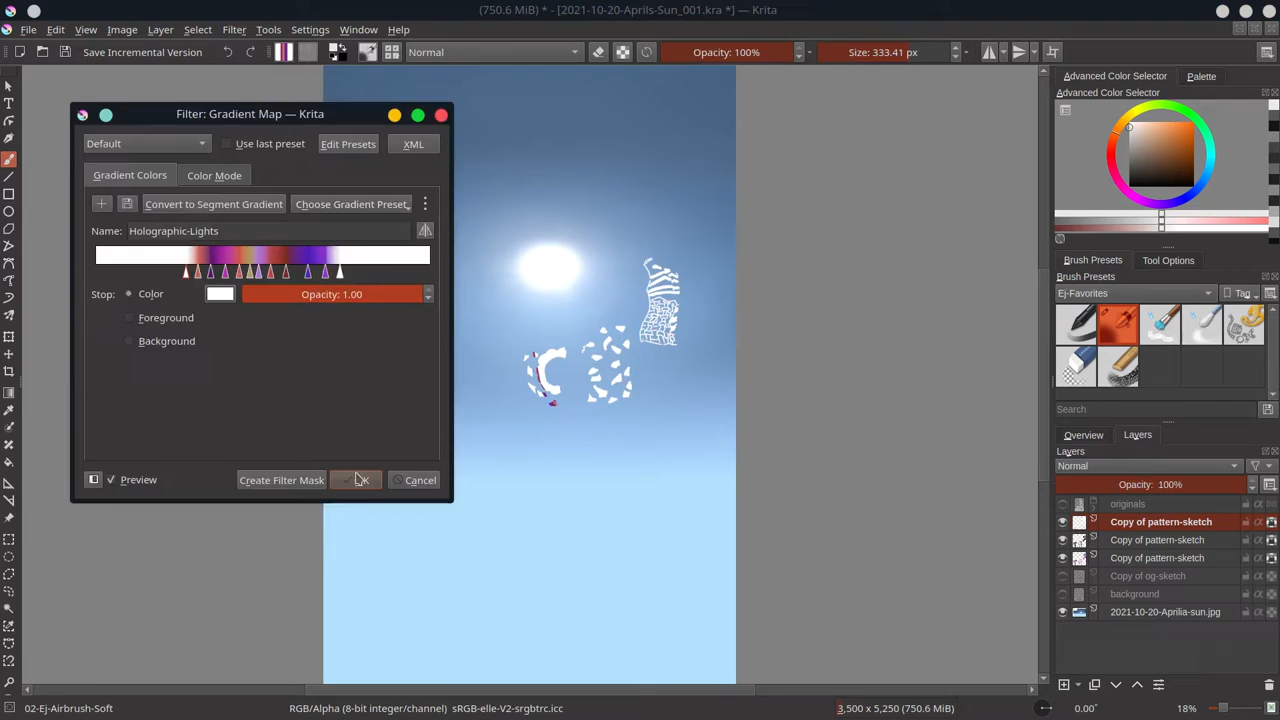 (750.6 MiB) * - [2021-10-20-Aprils-Sun_001.kra *] — Krita
File Edit View Image Layer Select Filter Tools Settings Window Help
Save Incremental Version
Normal
Opacity: 100%
Size: 333.41 px
Filter: Gradient Map — Krita
Default
Use last preset
Edit Presets
XML
Gradient Colors
Color Mode
Convert to Segment Gradient
Choose Gradient Preset
Name:
Holographic-Lights
Stop:
Color
Opacity: 1.00
Foreground
Background
Preview
Create Filter Mask
OK
Cancel
Advanced Color Selector
Palette
Advanced Color Selector
Brush Presets
Tool Options
Brush Presets
Ej-Favorites
Tag
Search
Overview
Layers
Layers
Normal
Opacity: 100%
originals
Copy of pattern-sketch
Copy of pattern-sketch
Copy of pattern-sketch
Copy of og-sketch
background
2021-10-20-Aprilia-sun.jpg
02-Ej-Airbrush-Soft
RGB/Alpha (8-bit integer/channel) sRGB-elle-V2-srgbtrc.icc
3,500 x 5,250 (750.6 MiB)
0.00°
18%